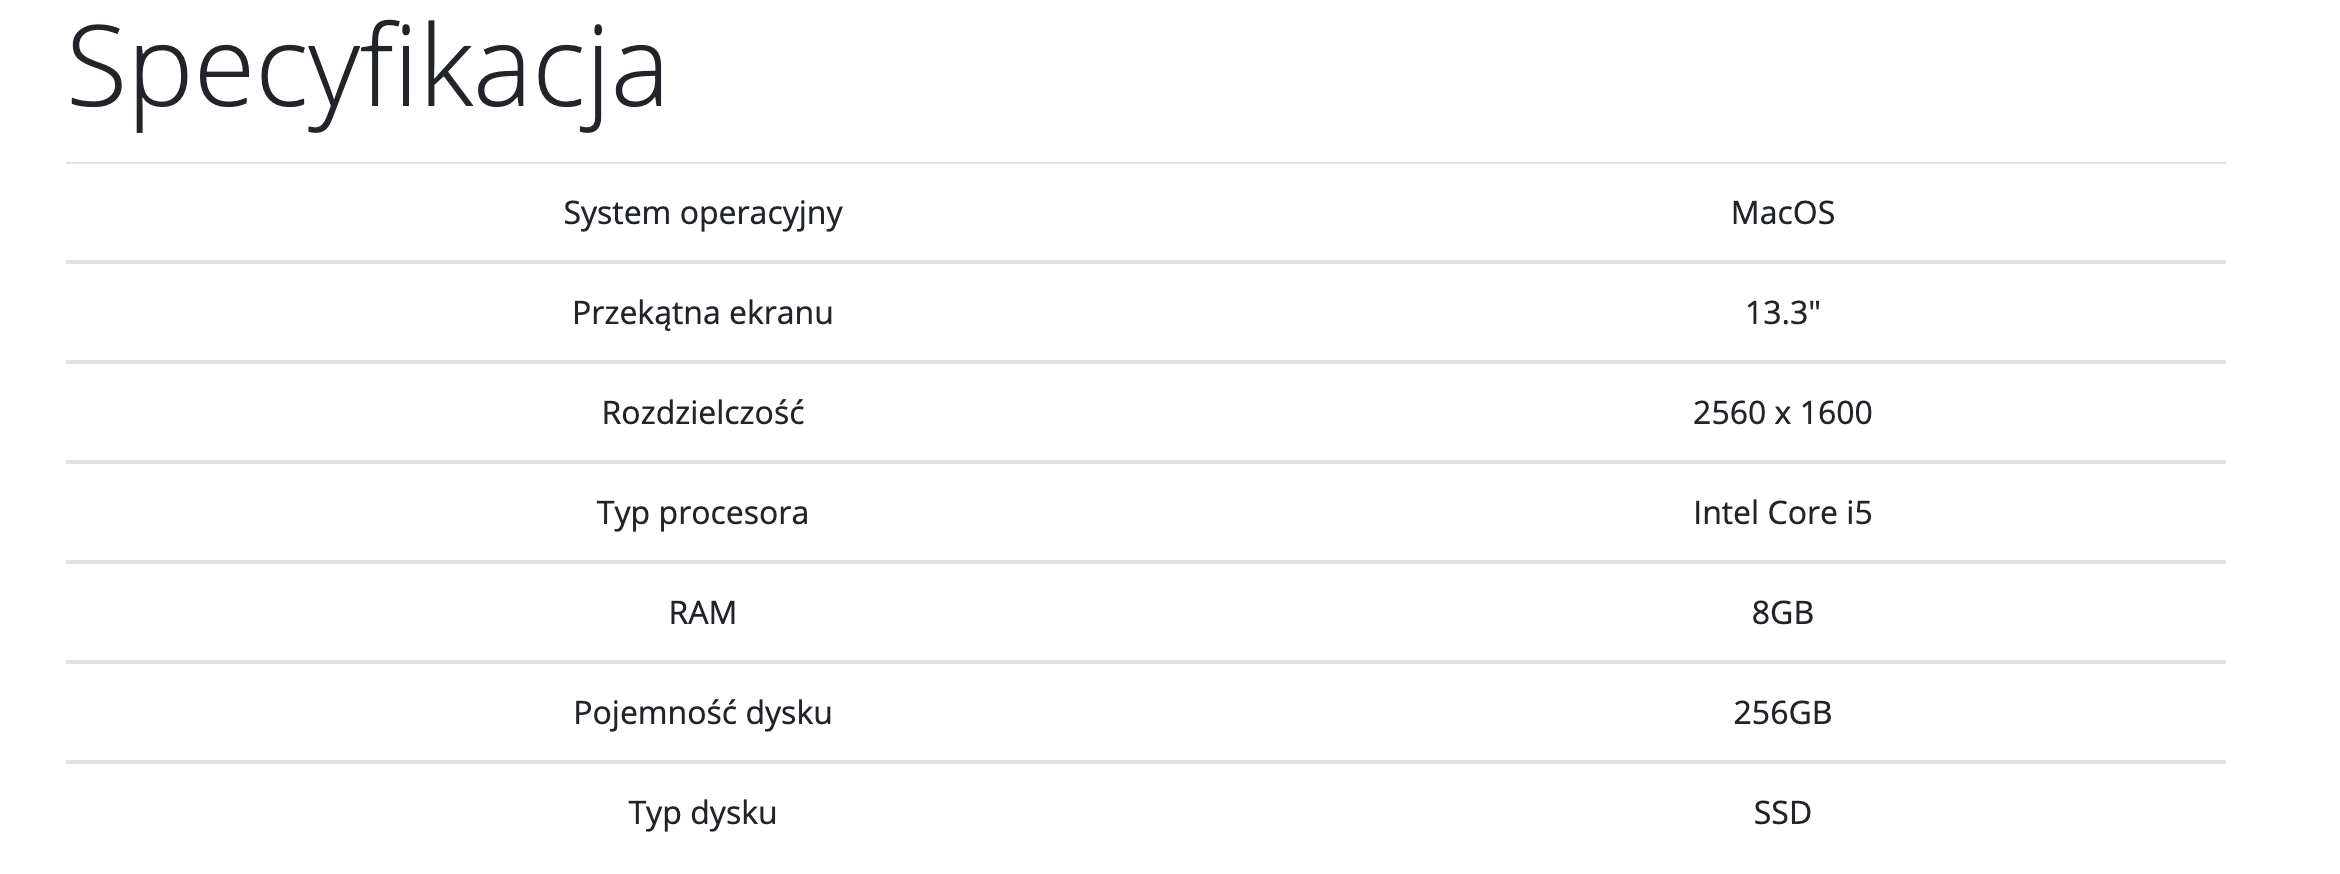 Specyfikacja
System operacyjny MacOS
Przekątna ekranu 13.3"
Rozdzielczość 2560 x 1600
Typ procesora Intel Core i5
RAM 8GB
Pojemność dysku 256GB
Typ dysku SSD